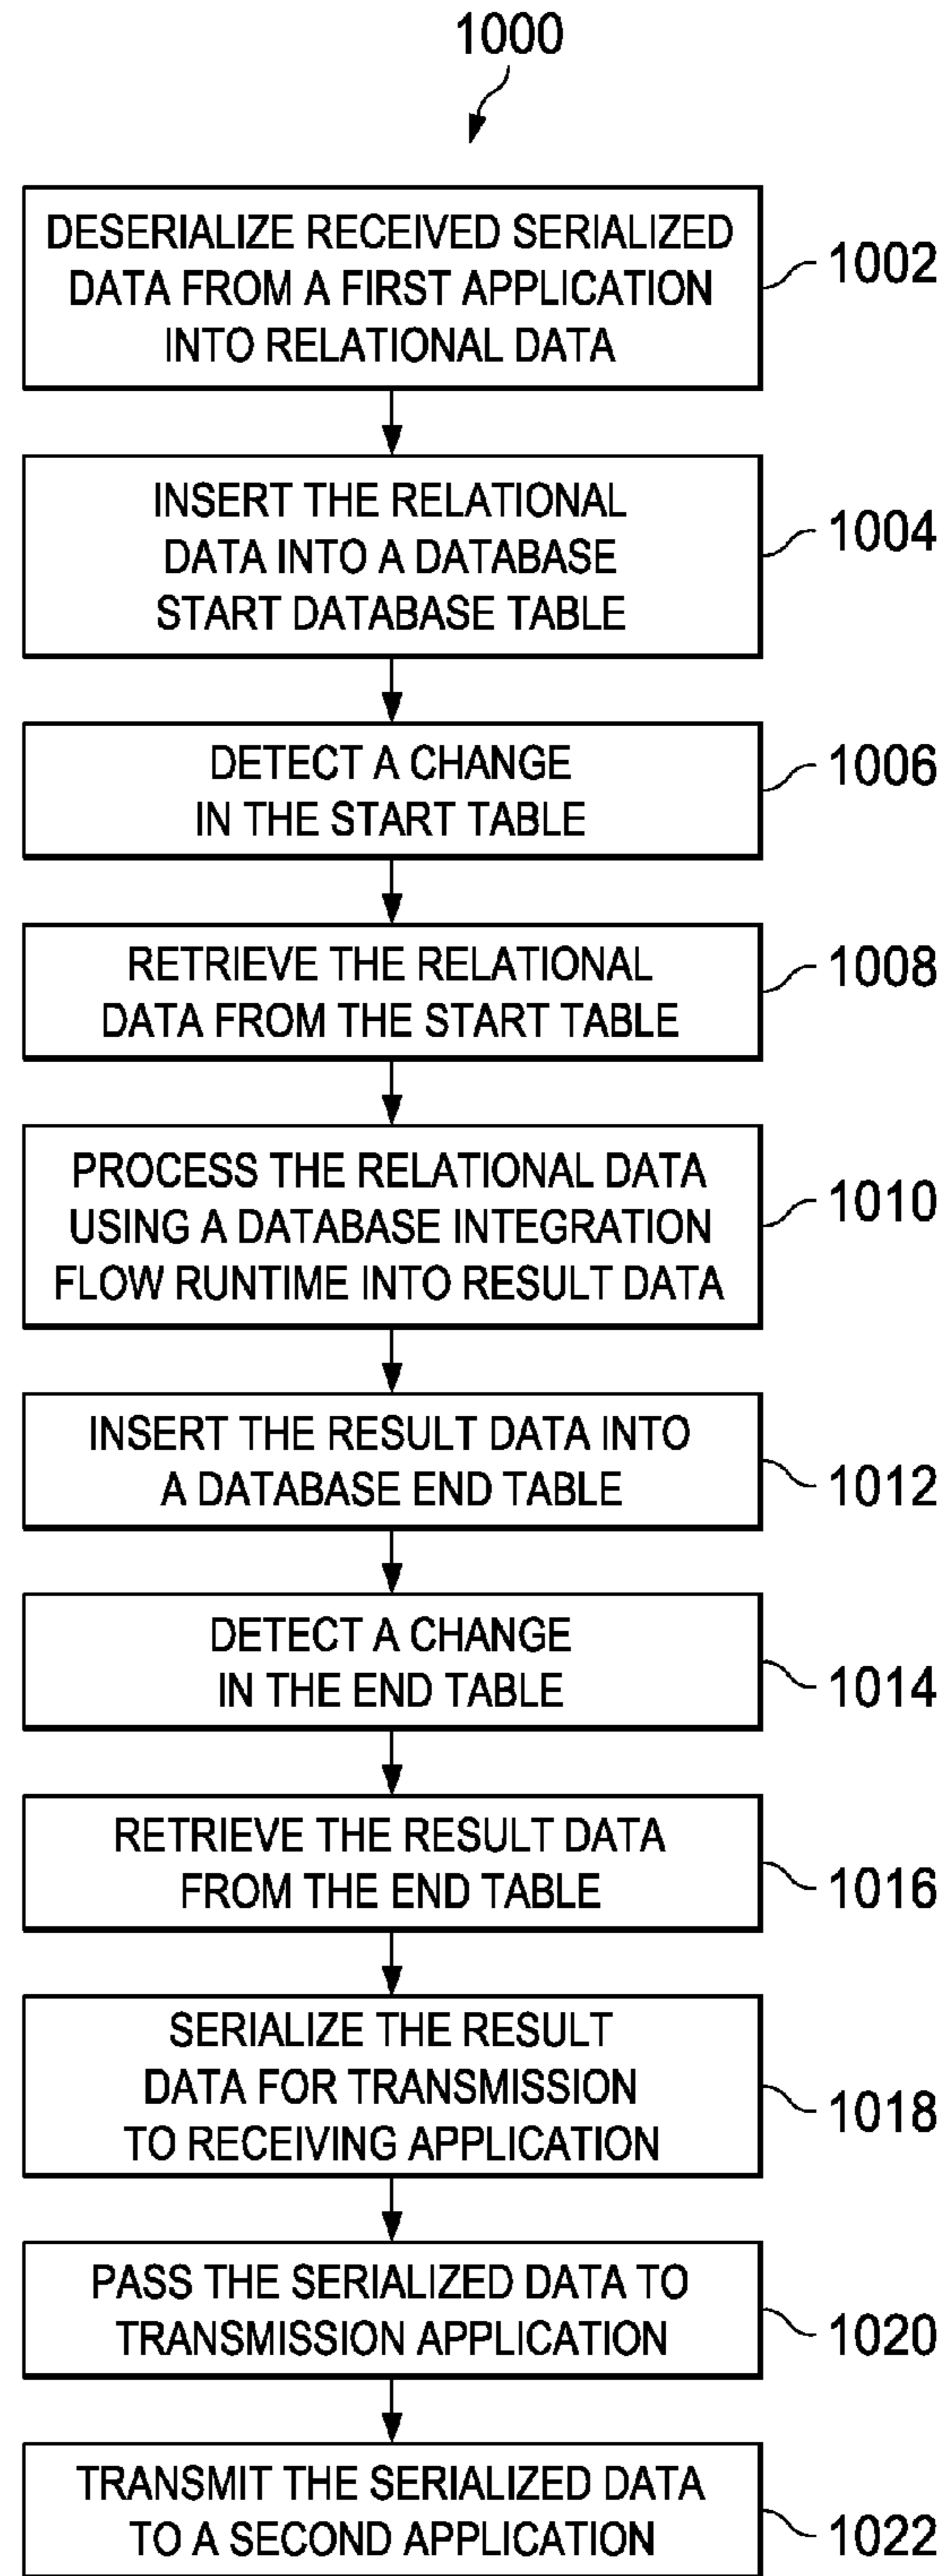 1000
DESERIALIZE RECEIVED SERIALIZED
DATA FROM A FIRST APPLICATION
INTO RELATIONAL DATA
1002
INSERT THE RELATIONAL
DATA INTO A DATABASE
START DATABASE TABLE
1004
DETECT A CHANGE
IN THE START TABLE
1006
RETRIEVE THE RELATIONAL
DATA FROM THE START TABLE
1008
PROCESS THE RELATIONAL DATA
USING A DATABASE INTEGRATION
FLOW RUNTIME INTO RESULT DATA
1010
INSERT THE RESULT DATA INTO
A DATABASE END TABLE
1012
DETECT A CHANGE
IN THE END TABLE
1014
RETRIEVE THE RESULT DATA
FROM THE END TABLE
1016
SERIALIZE THE RESULT
DATA FOR TRANSMISSION
TO RECEIVING APPLICATION
1018
PASS THE SERIALIZED DATA TO
TRANSMISSION APPLICATION
1020
TRANSMIT THE SERIALIZED DATA
TO A SECOND APPLICATION
1022